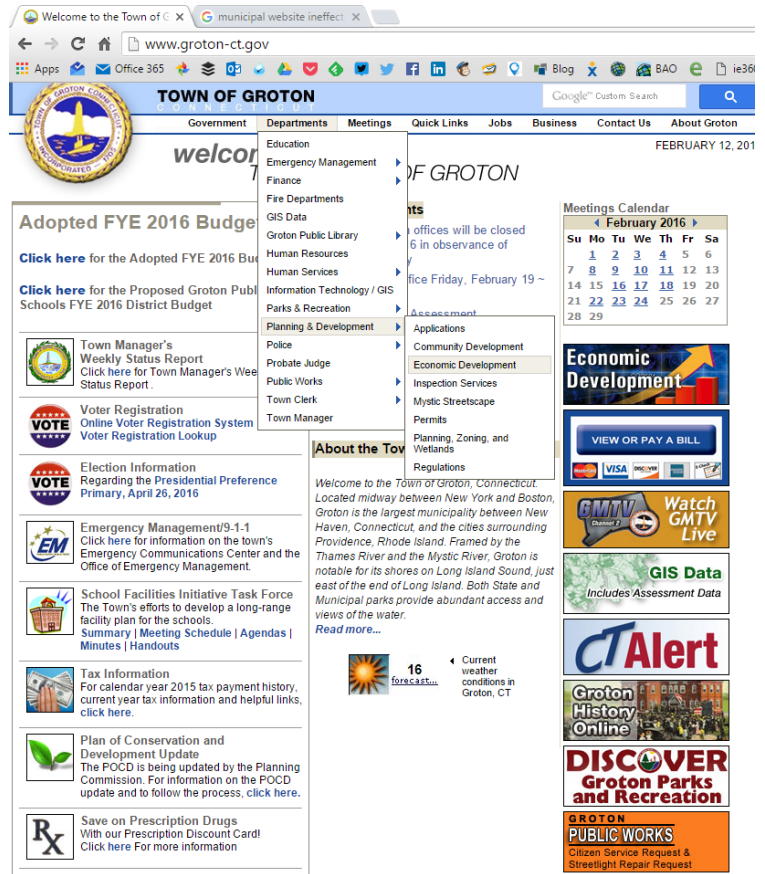 Welcome to the Town of G
municipal website ineffect
www.groton-ct.gov
Apps
Office 365
Blog
BAO
ie360
TOWN OF GROTON
CONNECTICUT
Google™ Custom Search
Government Departments Meetings Quick Links Jobs Business Contact Us About Groton
FEBRUARY 12, 201
welcom
OF GROTON
Education
Emergency Management
Finance
Fire Departments
GIS Data
Groton Public Library
Human Resources
Human Services
Information Technology / GIS
Parks & Recreation
Planning & Development
Police
Probate Judge
Public Works
Town Clerk
Town Manager
Applications
Community Development
Economic Development
Inspection Services
Mystic Streetscape
Permits
Planning, Zoning, and
Wetlands
Regulations
Adopted FYE 2016 Budge
Click here for the Adopted FYE 2016 Bud
Click here for the Proposed Groton Publ
Schools FYE 2016 District Budget
Town Manager's
Weekly Status Report
Click here for Town Manager's Wee
Status Report .
VOTE
Voter Registration
Online Voter Registration System
Voter Registration Lookup
VOTE
Election Information
Regarding the Presidential Preference
Primary, April 26, 2016
EM
Emergency Management/9-1-1
Click here for information on the town's
Emergency Communications Center and the
Office of Emergency Management.
School Facilities Initiative Task Force
The Town's efforts to develop a long-range
facility plan for the schools.
Summary | Meeting Schedule | Agendas |
Minutes | Handouts
Tax Information
For calendar year 2015 tax payment history,
current year tax information and helpful links,
click here.
Plan of Conservation and
Development Update
The POCD is being updated by the Planning
Commission. For information on the POCD
update and to follow the process, click here.
Rx
Save on Prescription Drugs
With our Prescription Discount Card!
Click here For more information
nts
offices will be closed
6 in observance of
y
fice Friday, February 19 ~
Assessment
About the Tow
Welcome to the Town of Groton, Connecticut.
Located midway between New York and Boston,
Groton is the largest municipality between New
Haven, Connecticut, and the cities surrounding
Providence, Rhode Island. Framed by the
Thames River and the Mystic River, Groton is
notable for its shores on Long Island Sound, just
east of the end of Long Island. Both State and
Municipal parks provide abundant access and
views of the water.
Read more...
16
forecast...
Current
weather
conditions in
Groton, CT
Meetings Calendar
February 2016
Su Mo Tu We Th Fr Sa
1 2 3 4 5 6
7 8 9 10 11 12 13
14 15 16 17 18 19 20
21 22 23 24 25 26 27
28 29
Economic
Development
VIEW OR PAY A BILL
MasterCard VISA DISCOVER
GMTV
Channel 2
Watch
GMTV
Live
GIS Data
Includes Assessment Data
CTAlert
Groton
History
Online
DISCOVER
Groton Parks
and Recreation
GROTON
PUBLIC WORKS
Citizen Service Request &
Streetlight Repair Request